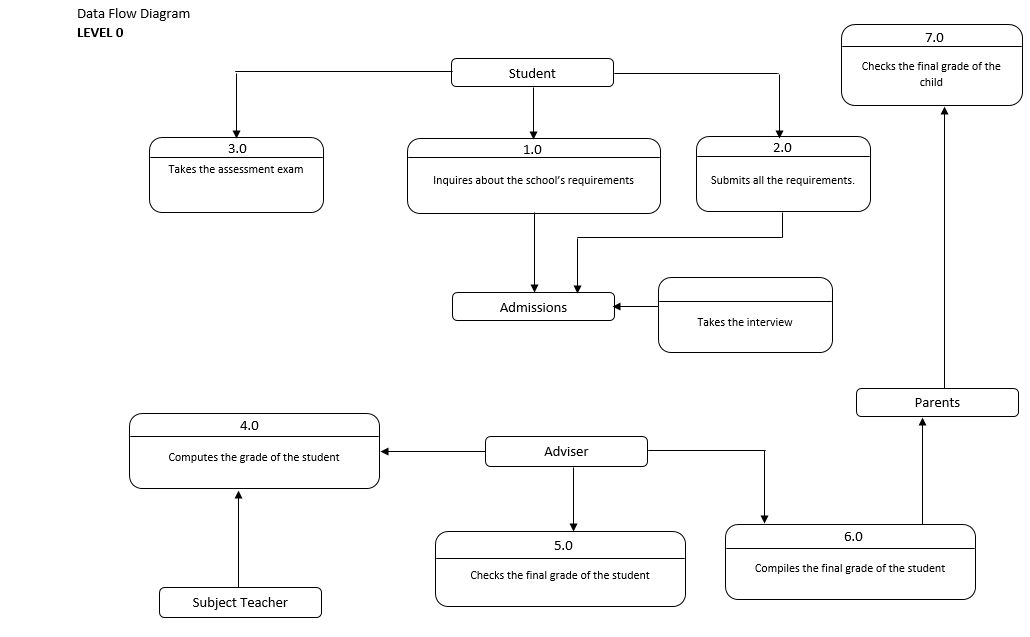 Data Flow Diagram
LEVEL 0
7.0
Checks the final grade of the
child
Student
3.0
Takes the assessment exam
1.0
Inquires about the school's requirements
2.0
Submits all the requirements.
Admissions
Takes the interview
Parents
4.0
Computes the grade of the student
Adviser
5.0
Checks the final grade of the student
6.0
Compiles the final grade of the student
Subject Teacher